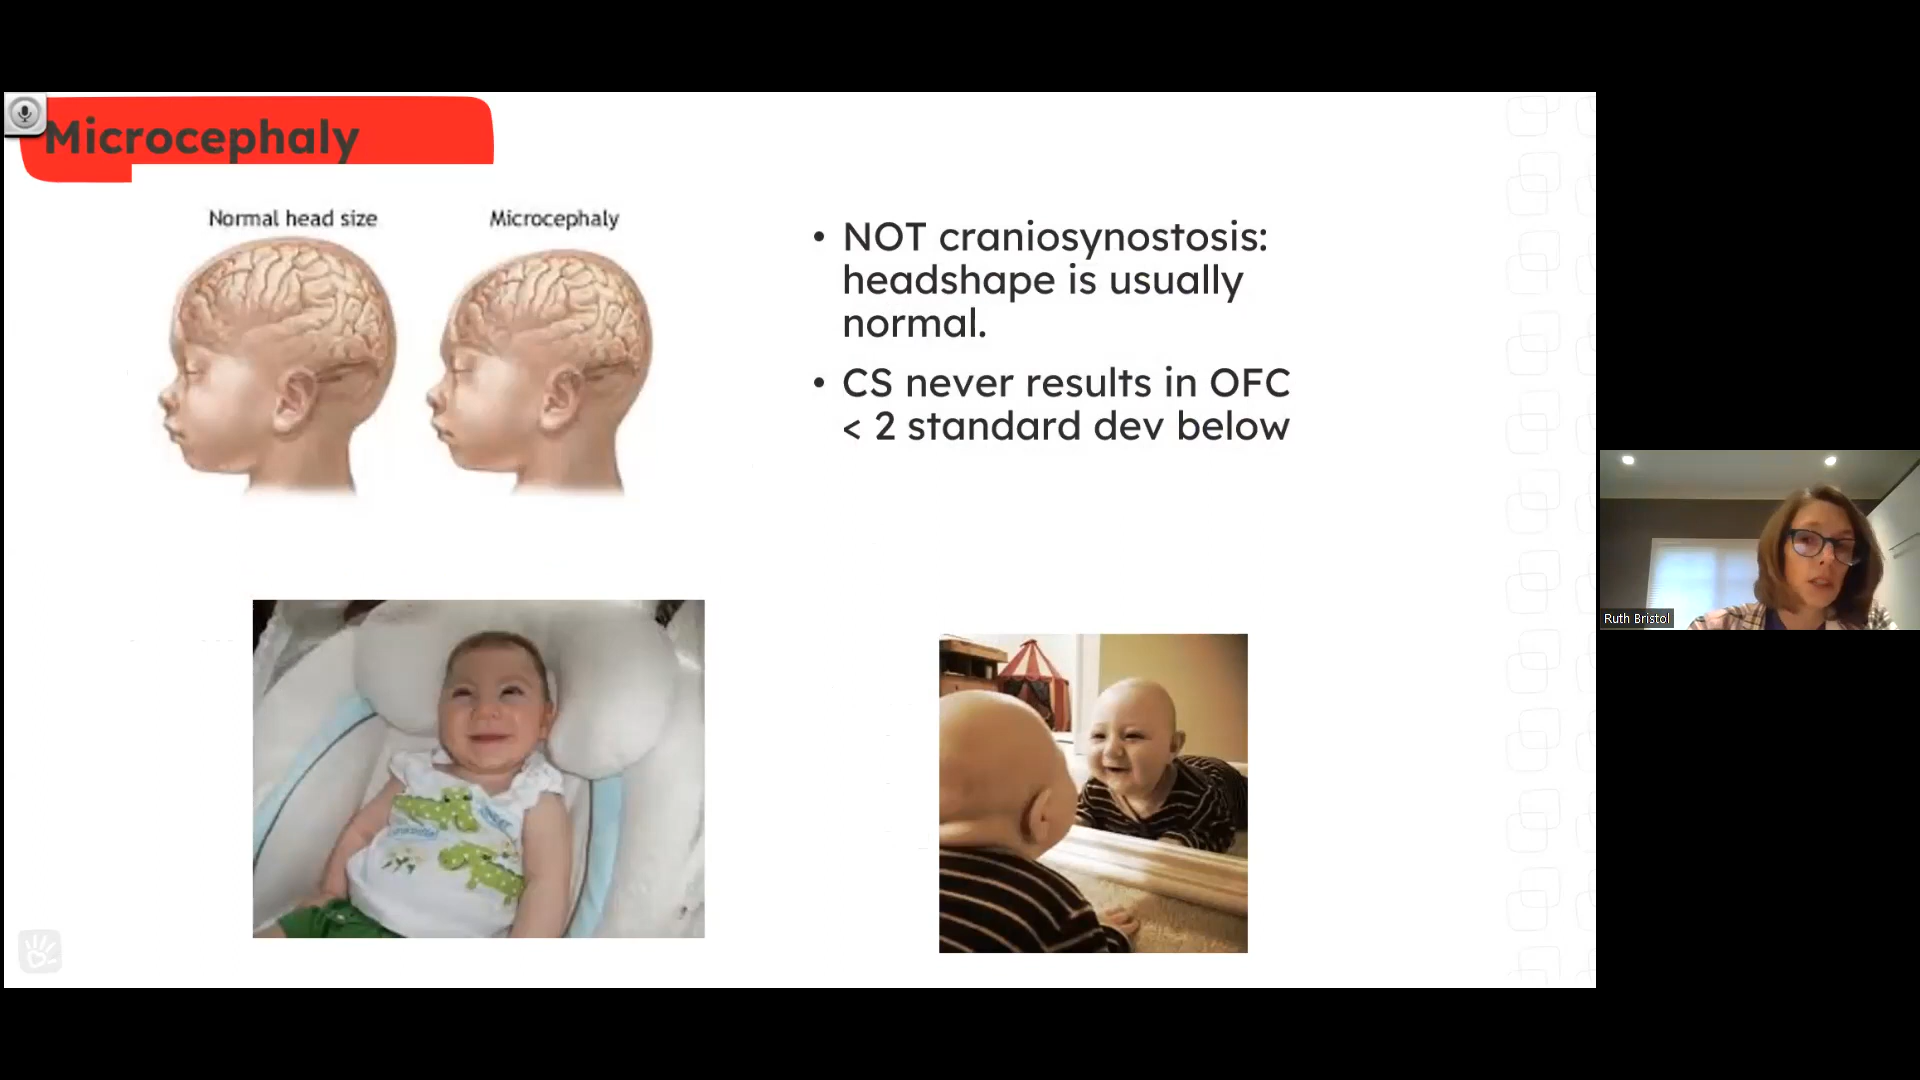 Microcephaly
Normal head size
Microcephaly
• NOT craniosynostosis:
headshape is usually
normal.
• CS never results in OFC
< 2 standard dev below
Ruth Bristol